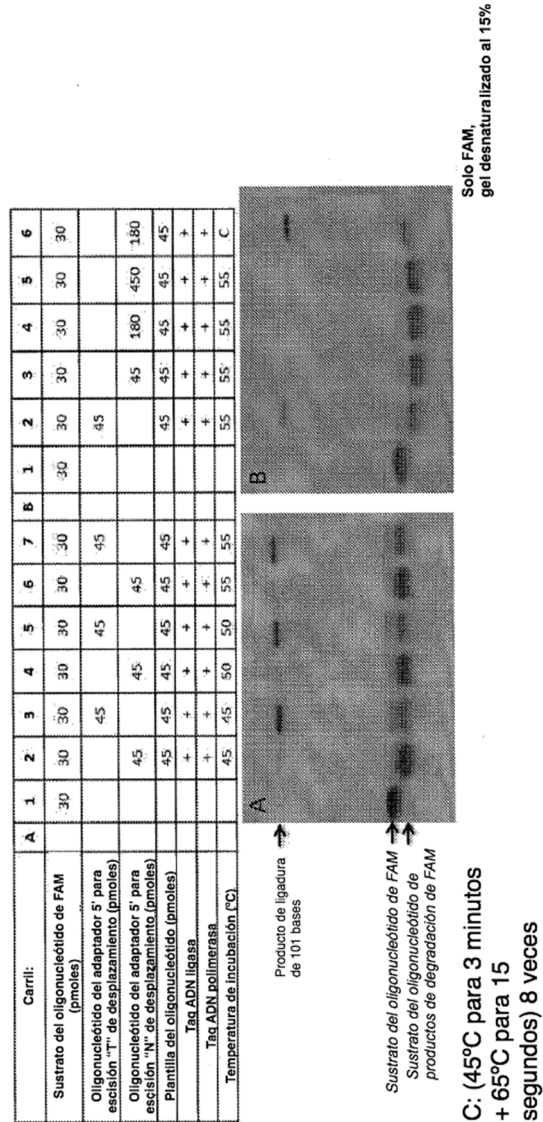 Carril: A 1 2 3 4 5 6 7 B 1 2 3 4 5 6
Sustrato del oligonucleótido de FAM
(pmoles) 30 30 30 30 30 30 30 30 30 30 30 30 30
Oligonucleótido del adaptador 5' para
escisión "T" de desplazamiento (pmoles) 45 45 45 45
Oligonucleótido del adaptador 5' para
escisión "N" de desplazamiento (pmoles) 45 45 45 45 180 450 180
Plantilla del oligonucleótido (pmoles) 45 45 45 45 45 45 45 45 45 45 45
Taq ADN ligasa + + + + + + + + + + +
Taq ADN polimerasa + + + + + + + + + + +
Temperatura de incubación (ºC) 45 45 50 50 55 55 55 55 55 55 C
A
B
Producto de ligadura
de 101 bases
Sustrato del oligonucleótido de FAM
Sustrato del oligonucleótido de
productos de degradación de FAM
Solo FAM,
gel desnaturalizado al 15%
C: (45ºC para 3 minutos
+ 65ºC para 15
segundos) 8 veces